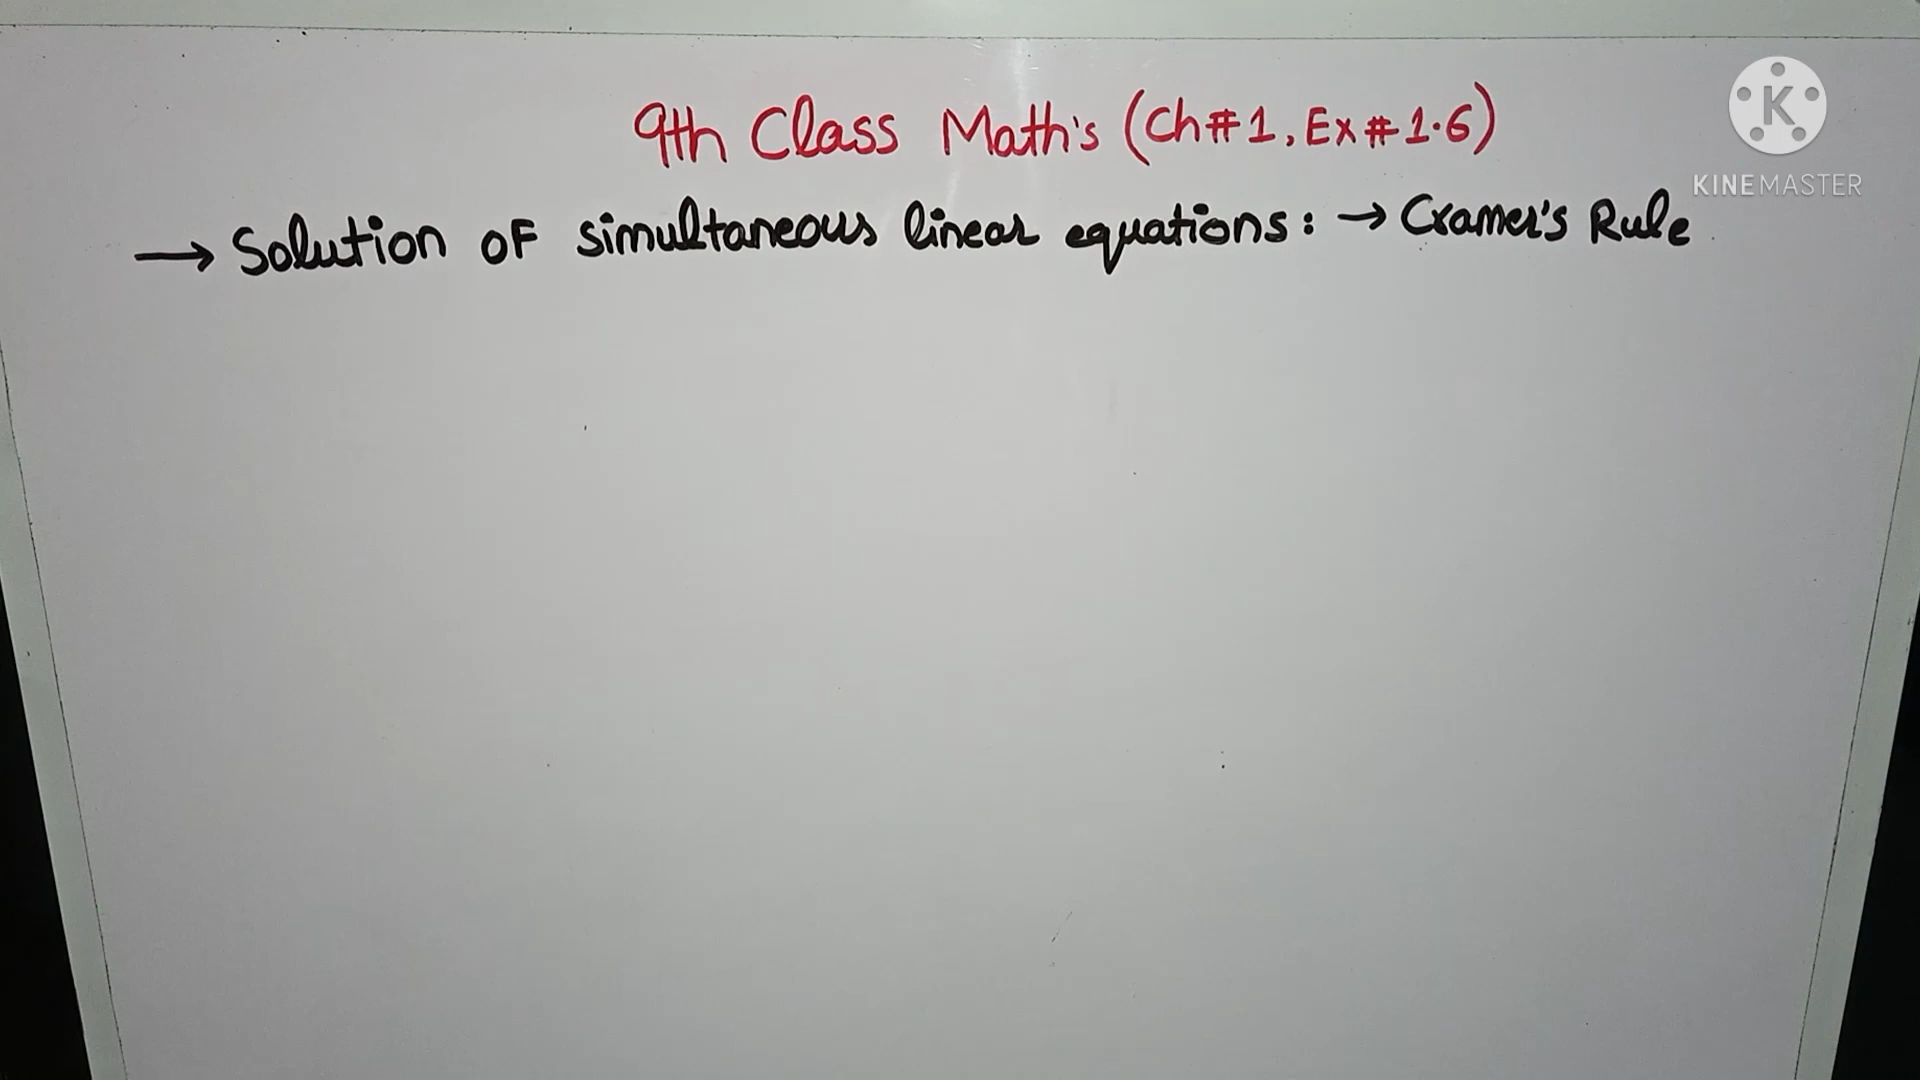 9th Class Math's (Ch#1, Ex#1.6)
KINEMASTER
→ Solution of simultaneous linear equations: → Cramer's Rule